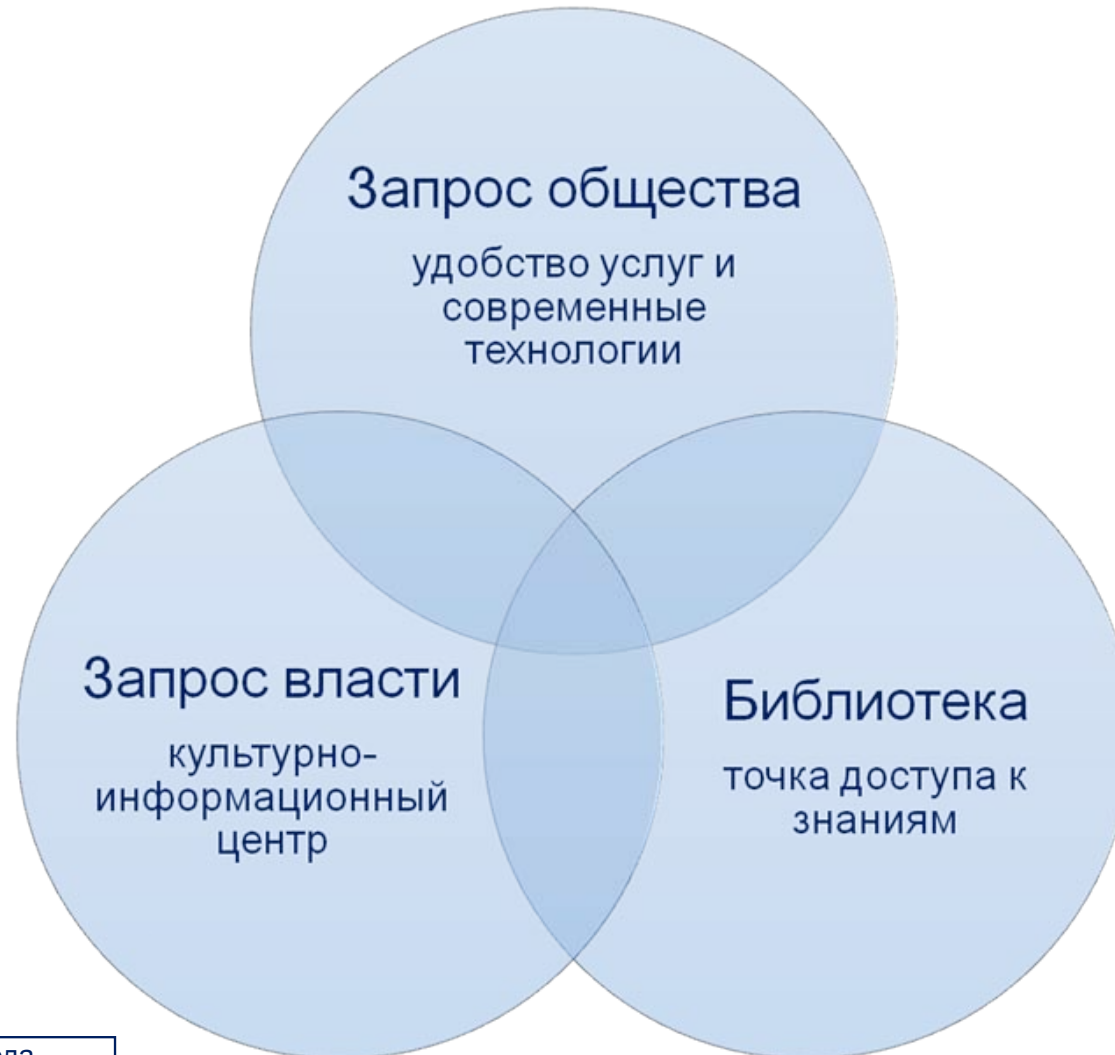 Запрос общества
удобство услуг и
современные
технологии
Запрос власти
культурно-
информационный
центр
Библиотека
точка доступа к
знаниям